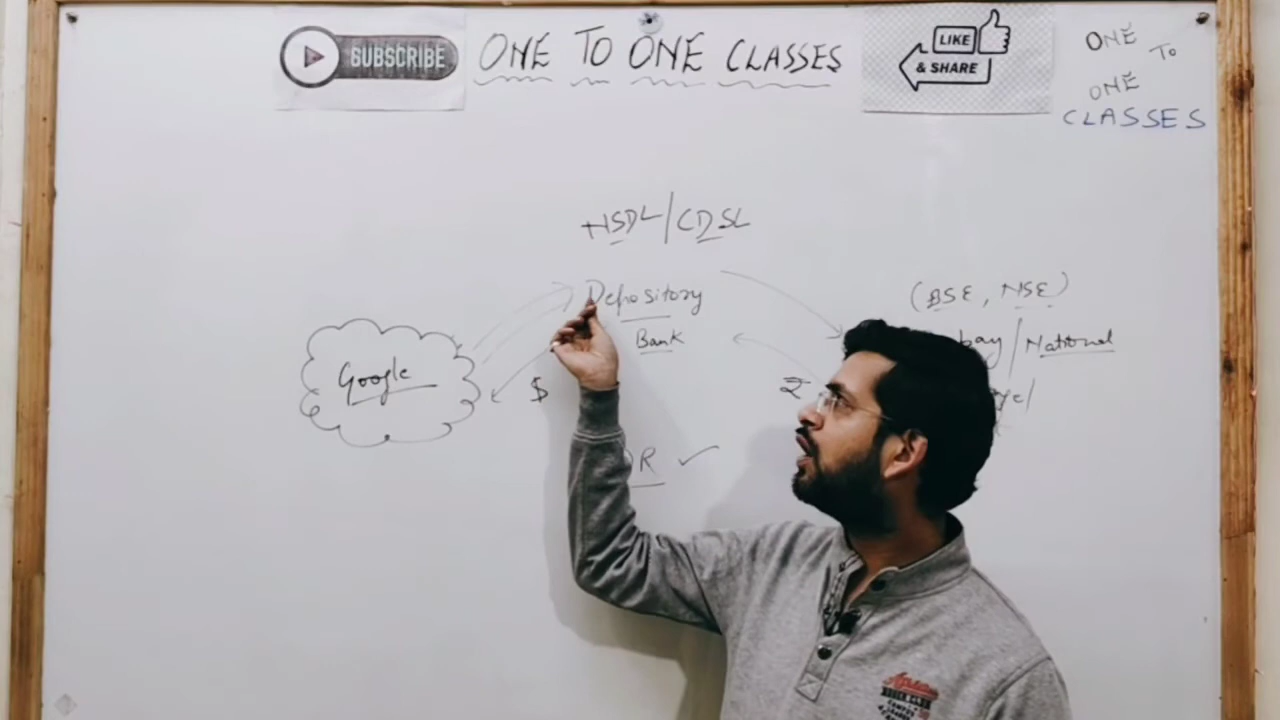 SUBSCRIBE
ONE TO ONE CLASSES
LIKE
& SHARE
ONE TO
ONE
CLASSES
NSDL/CDSL
Depository
Bank
(BSE, NSE)
National
Google
$
₹
R ✓